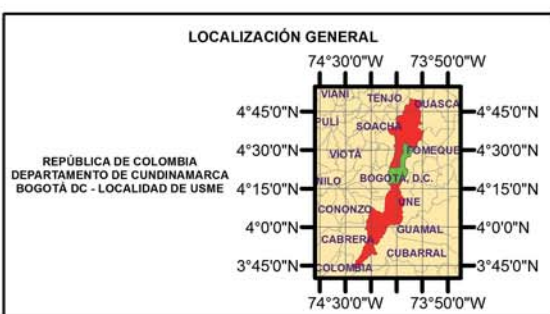 LOCALIZACIÓN GENERAL
74°30'0"W 73°50'0"W
VIANI TENJO GUASCA
4°45'0"N 4°45'0"N
PULÍ SOACHA
4°30'0"N 4°30'0"N
VIOTÁ FOMEQUE
REPÚBLICA DE COLOMBIA
DEPARTAMENTO DE CUNDINAMARCA
BOGOTÁ DC - LOCALIDAD DE USME
NILO BOGOTÁ, D.C.
4°15'0"N 4°15'0"N
CONONZO UNE
4°0'0"N 4°0'0"N
GUAMAL
CABRERA
CUBARRAL
3°45'0"N 3°45'0"N
COLOMBIA
74°30'0"W 73°50'0"W